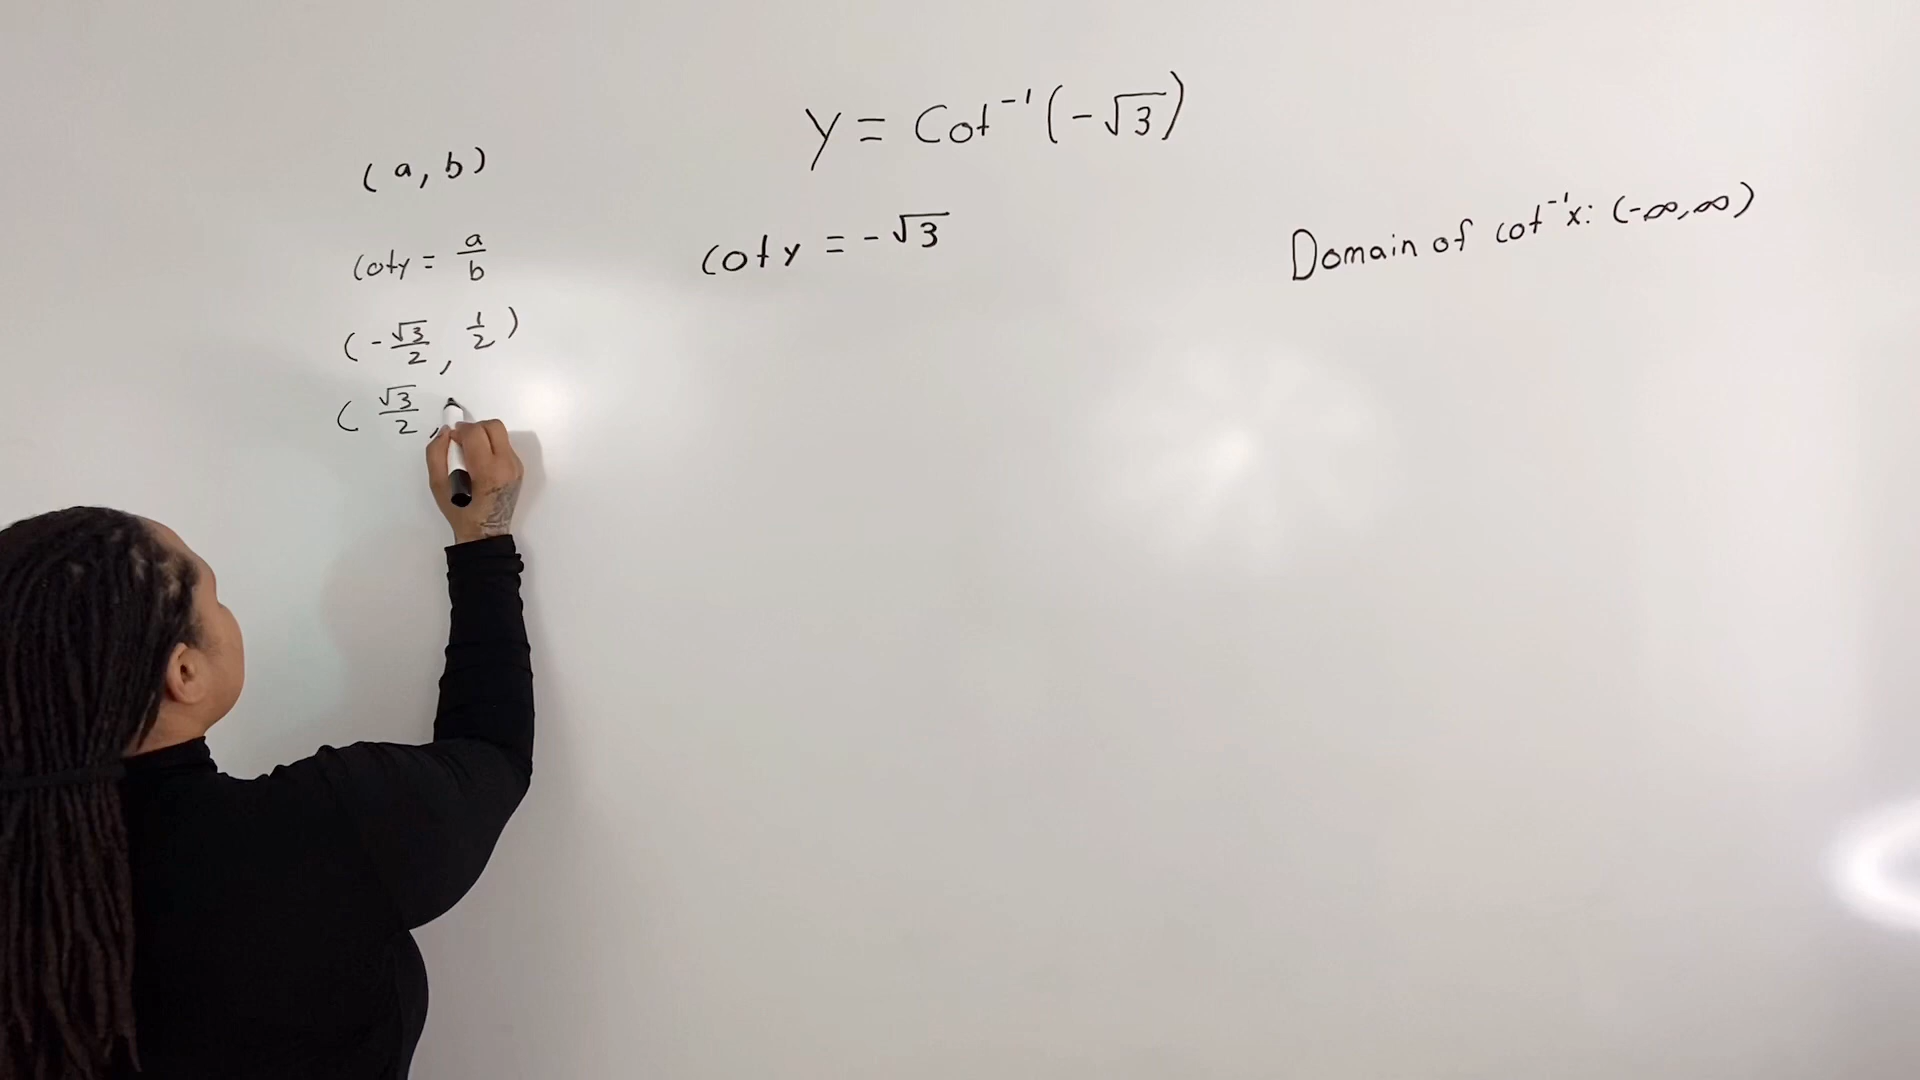 y = Cot⁻¹(-√3)
(a, b)
cot y = a/b
(-√3/2, 1/2)
(√3/2,
cot y = -√3
Domain of cot⁻¹x: (-∞, ∞)